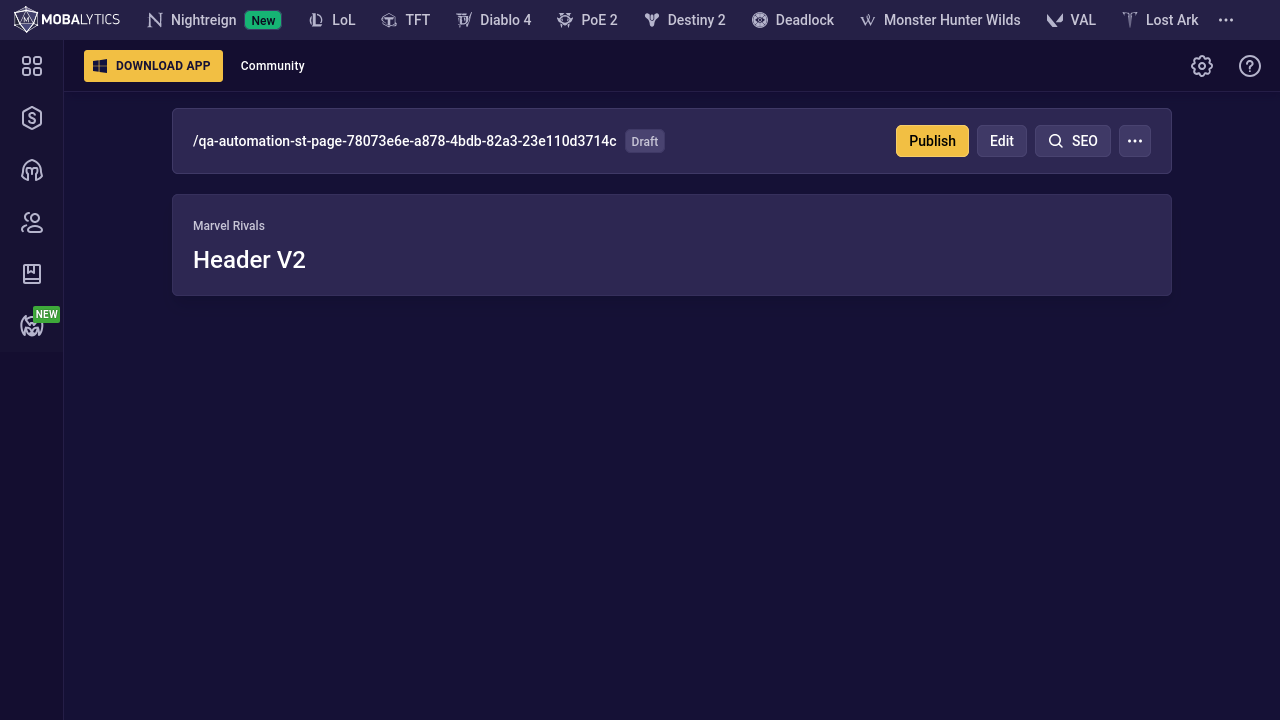 MOBALYTICS
Nightreign New LoL TFT Diablo 4 PoE 2 Destiny 2 Deadlock Monster Hunter Wilds VAL Lost Ark
DOWNLOAD APP Community
/qa-automation-st-page-78073e6e-a878-4bdb-82a3-23e110d3714c Draft Publish Edit SEO
Marvel Rivals
Header V2
NEW